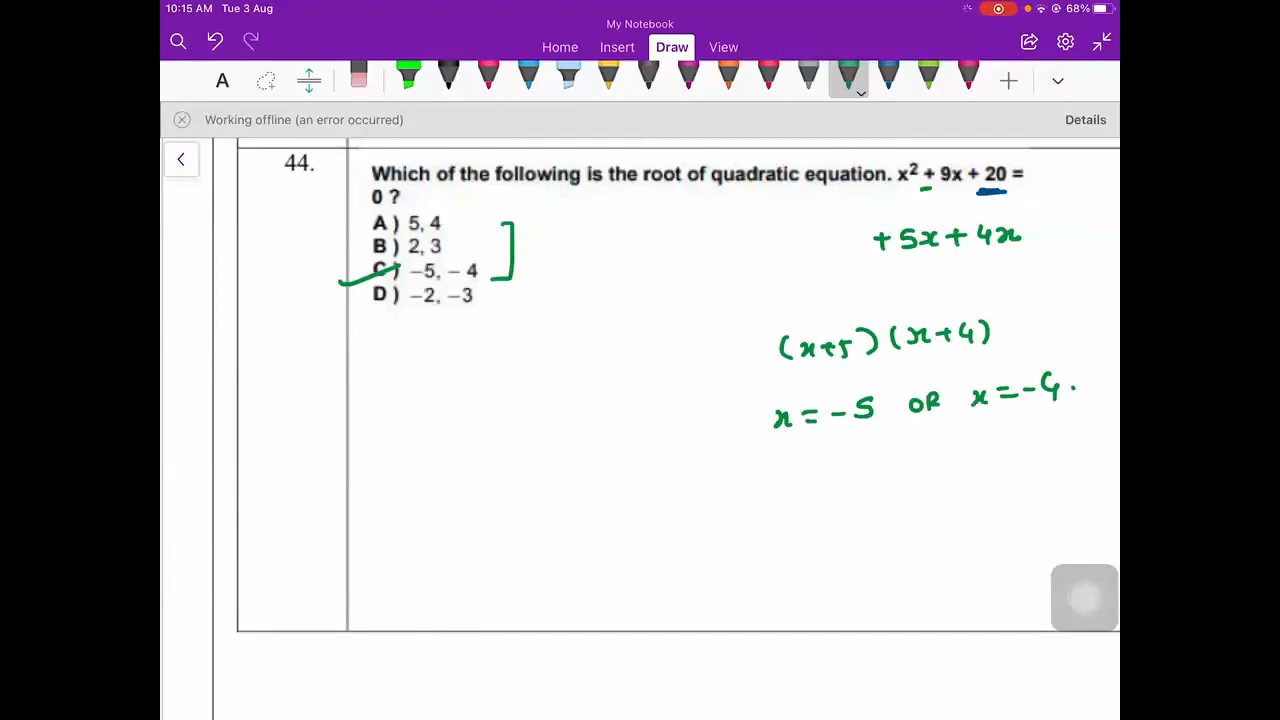 10:15 AM Tue 3 Aug
68%
My Notebook
Home Insert Draw View
A
Working offline (an error occurred) Details
44.
Which of the following is the root of quadratic equation. x² + 9x + 20 =
0 ?
A ) 5, 4
B ) 2, 3
C ) −5, − 4
D ) −2, −3
+ 5x + 4x
(x+5) (x+4)
x = -5 OR x = -4.